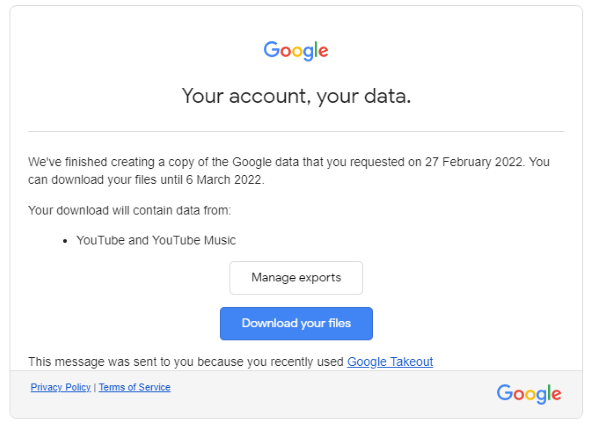 Google
Your account, your data.
We've finished creating a copy of the Google data that you requested on 27 February 2022. You
can download your files until 6 March 2022.
Your download will contain data from:
• YouTube and YouTube Music
Manage exports
Download your files
This message was sent to you because you recently used Google Takeout
Privacy Policy | Terms of Service
Google